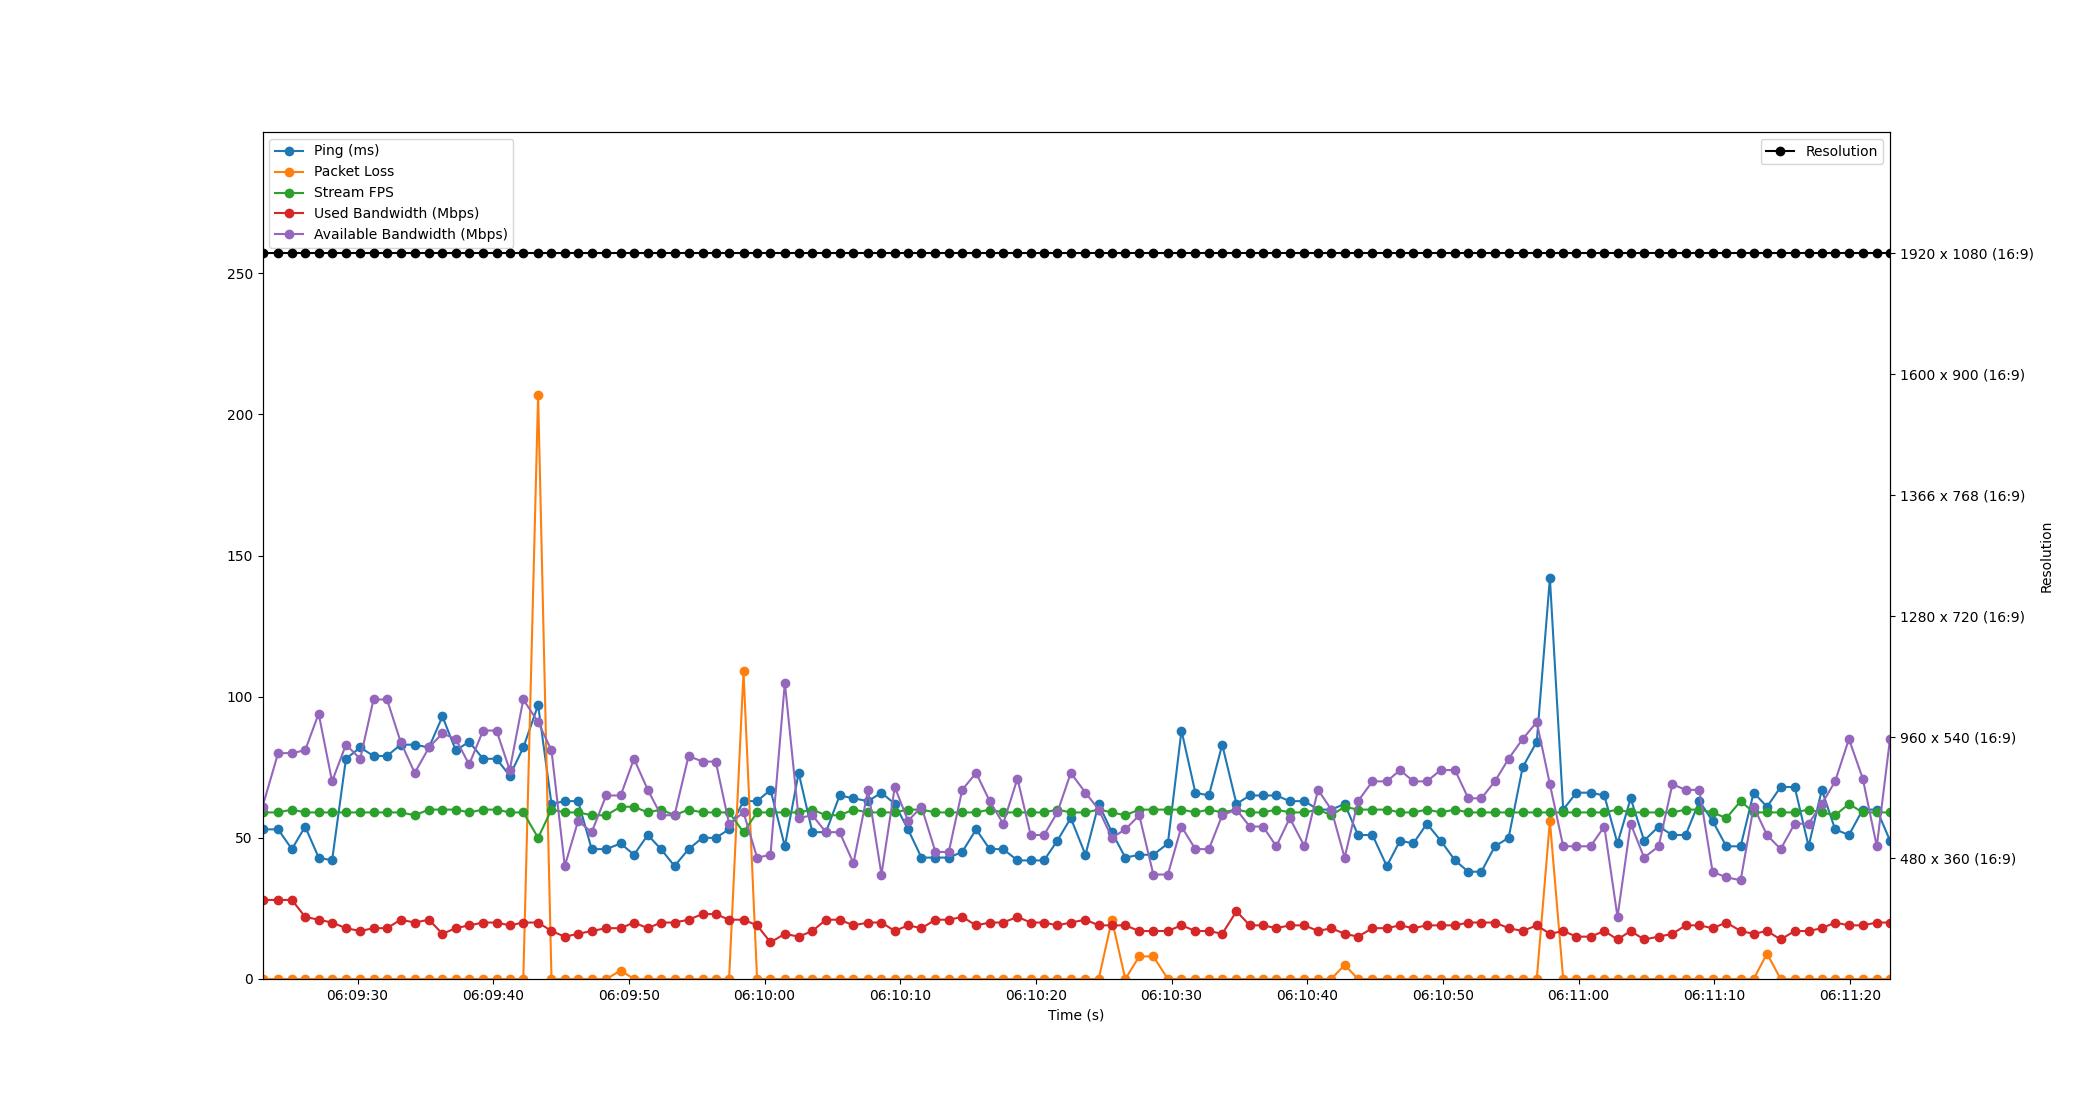 Ping (ms)
Packet Loss
Stream FPS
Used Bandwidth (Mbps)
Available Bandwidth (Mbps)
Resolution
250
200
150
100
50
0
1920 x 1080 (16:9)
1600 x 900 (16:9)
1366 x 768 (16:9)
1280 x 720 (16:9)
960 x 540 (16:9)
480 x 360 (16:9)
Resolution
06:09:30 06:09:40 06:09:50 06:10:00 06:10:10 06:10:20 06:10:30 06:10:40 06:10:50 06:11:00 06:11:10 06:11:20
Time (s)